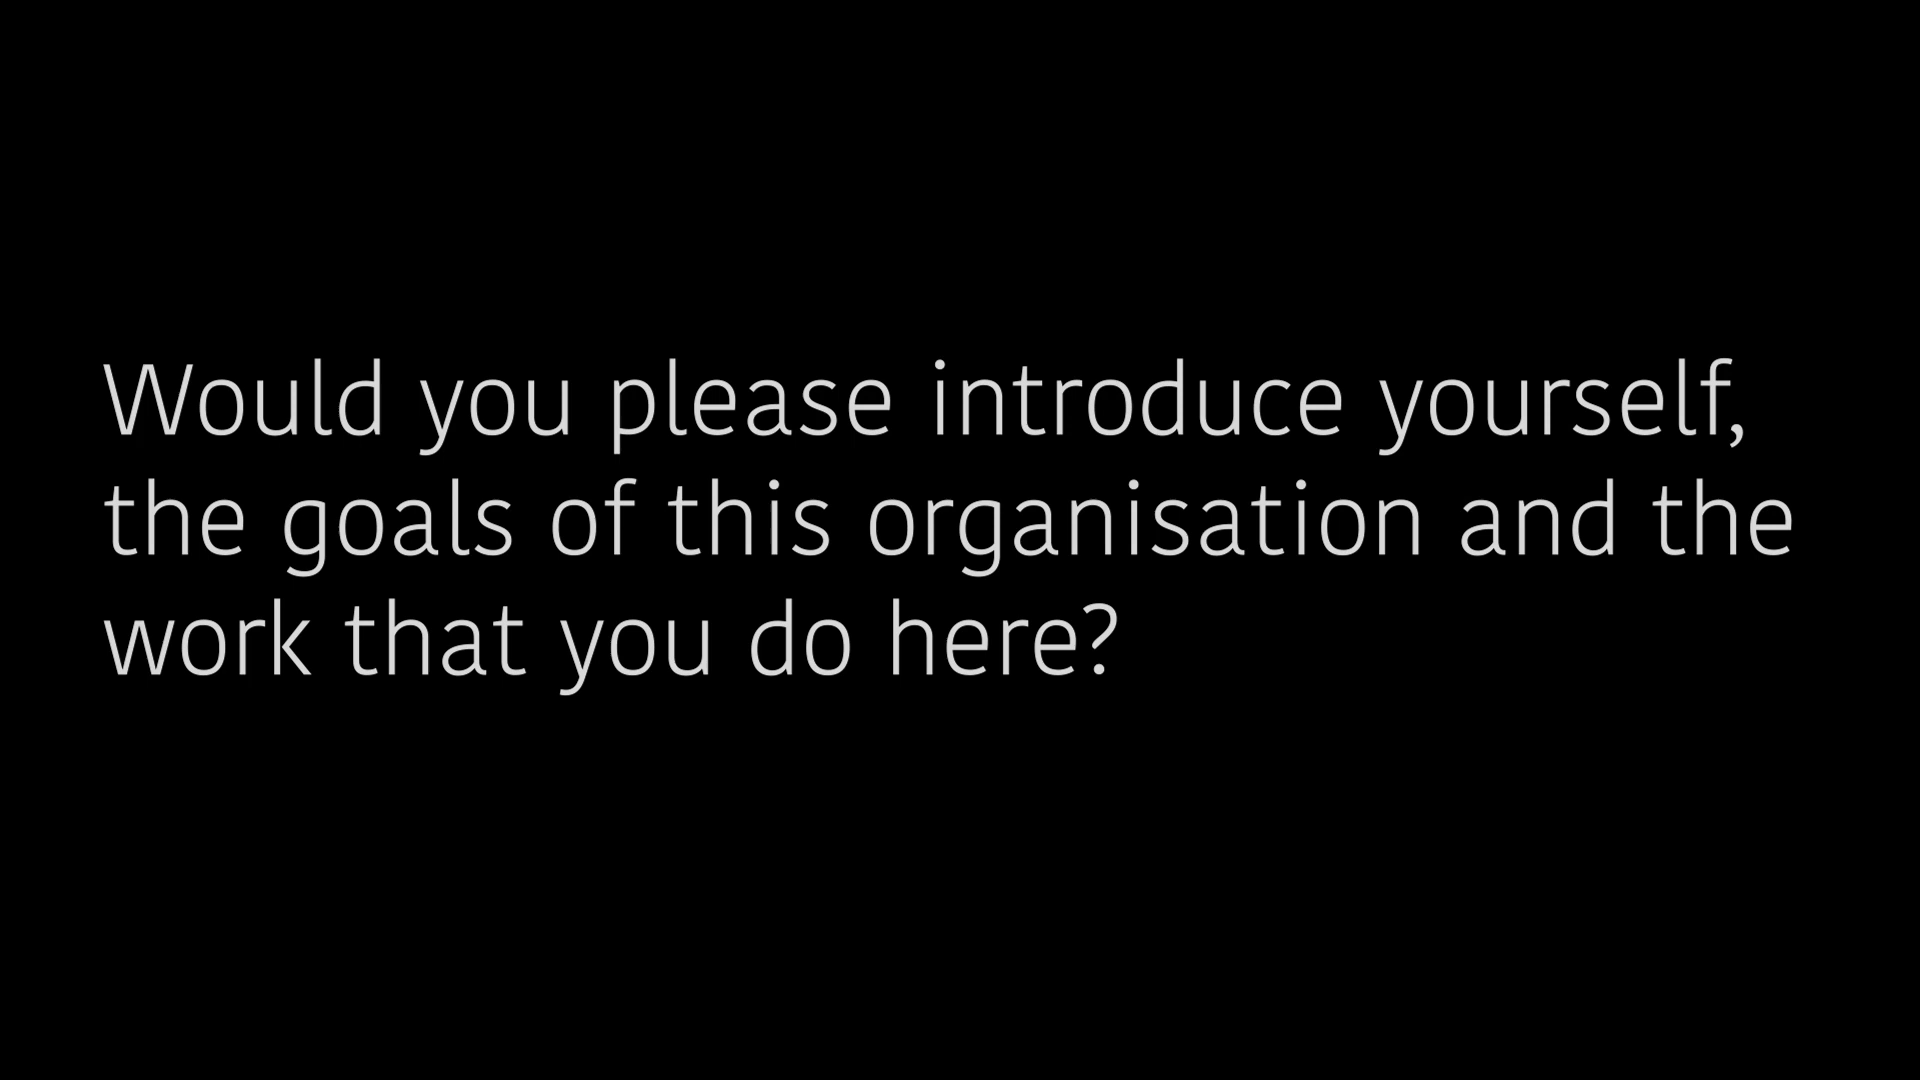 Would you please introduce yourself,
the goals of this organisation and the
work that you do here?